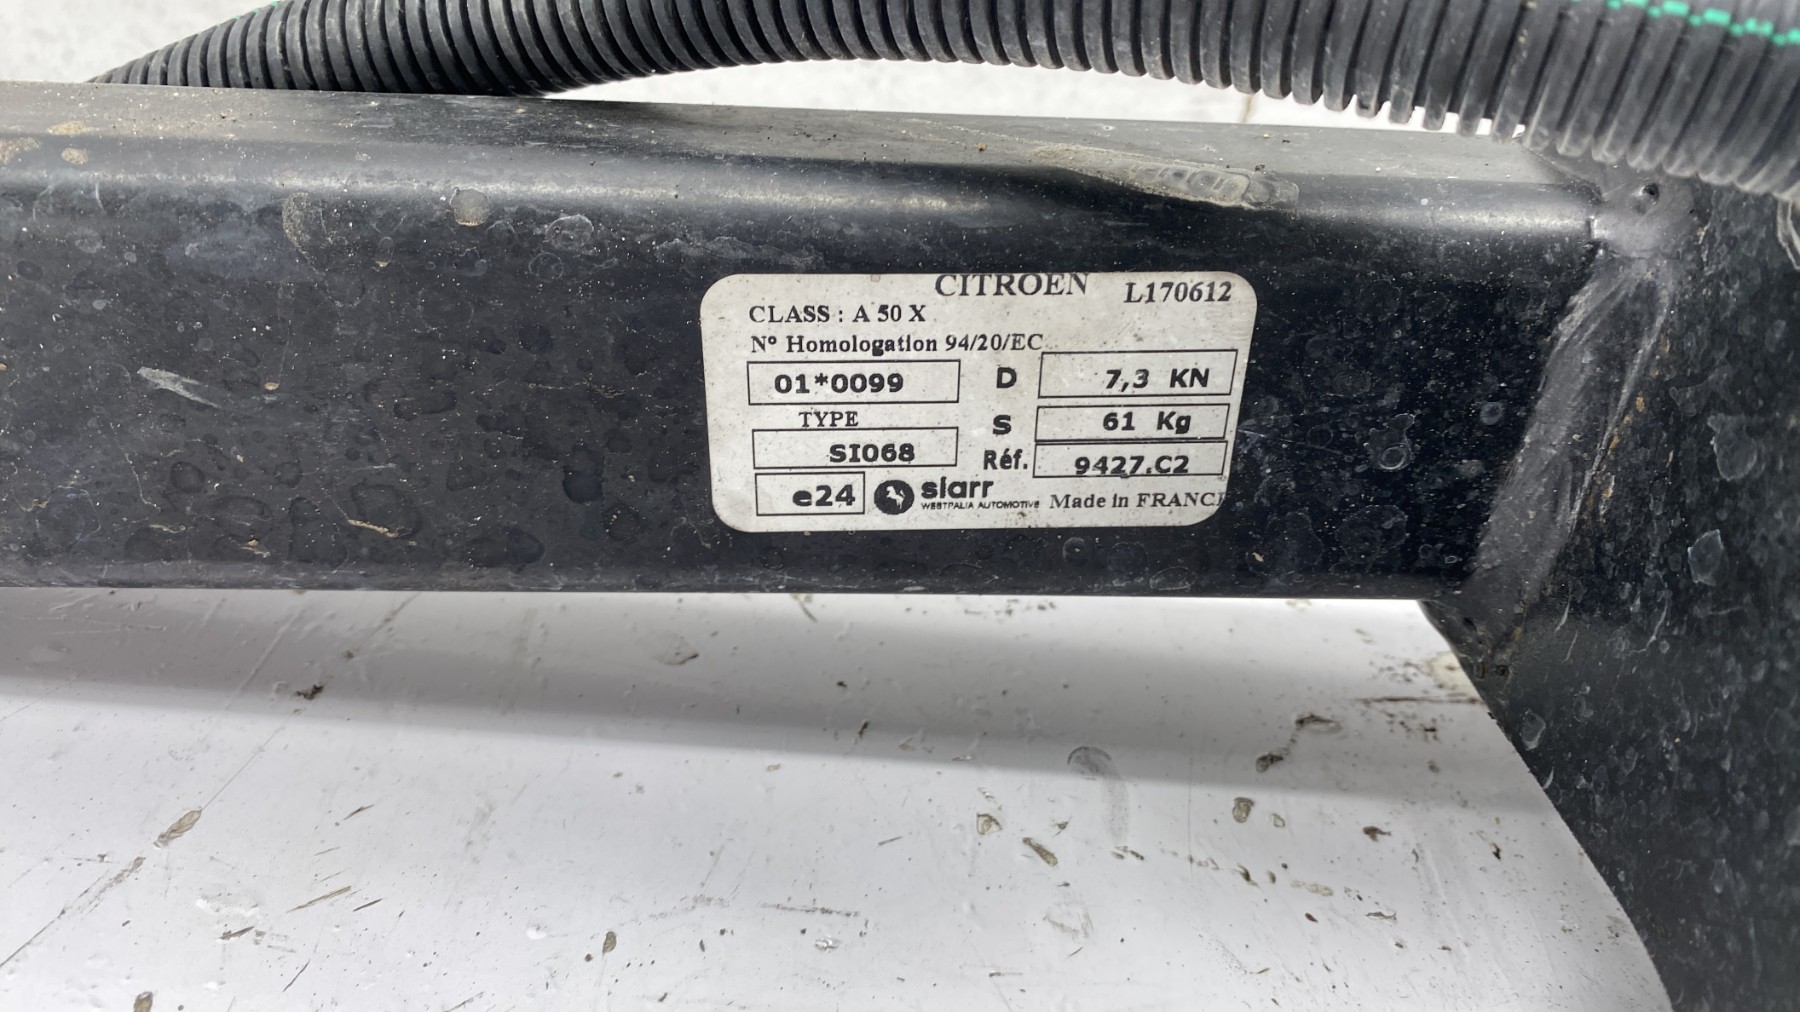 CITROEN L170612
CLASS : A 50 X
N° Homologation 94/20/EC
01*0099 D 7,3 KN
TYPE S 61 Kg
SI068 Réf. 9427.C2
e24 siarr
WESTFALIA AUTOMOTIVE Made in FRANCE